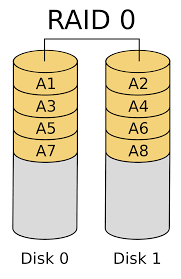 RAID 0
A1 A2
A3 A4
A5 A6
A7 A8
Disk 0 Disk 1